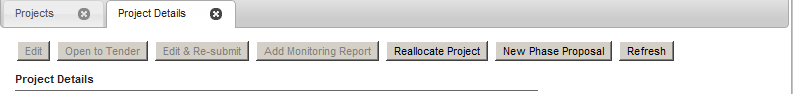 Projects Project Details
Edit Open to Tender Edit & Re-submit Add Monitoring Report Reallocate Project New Phase Proposal Refresh
Project Details